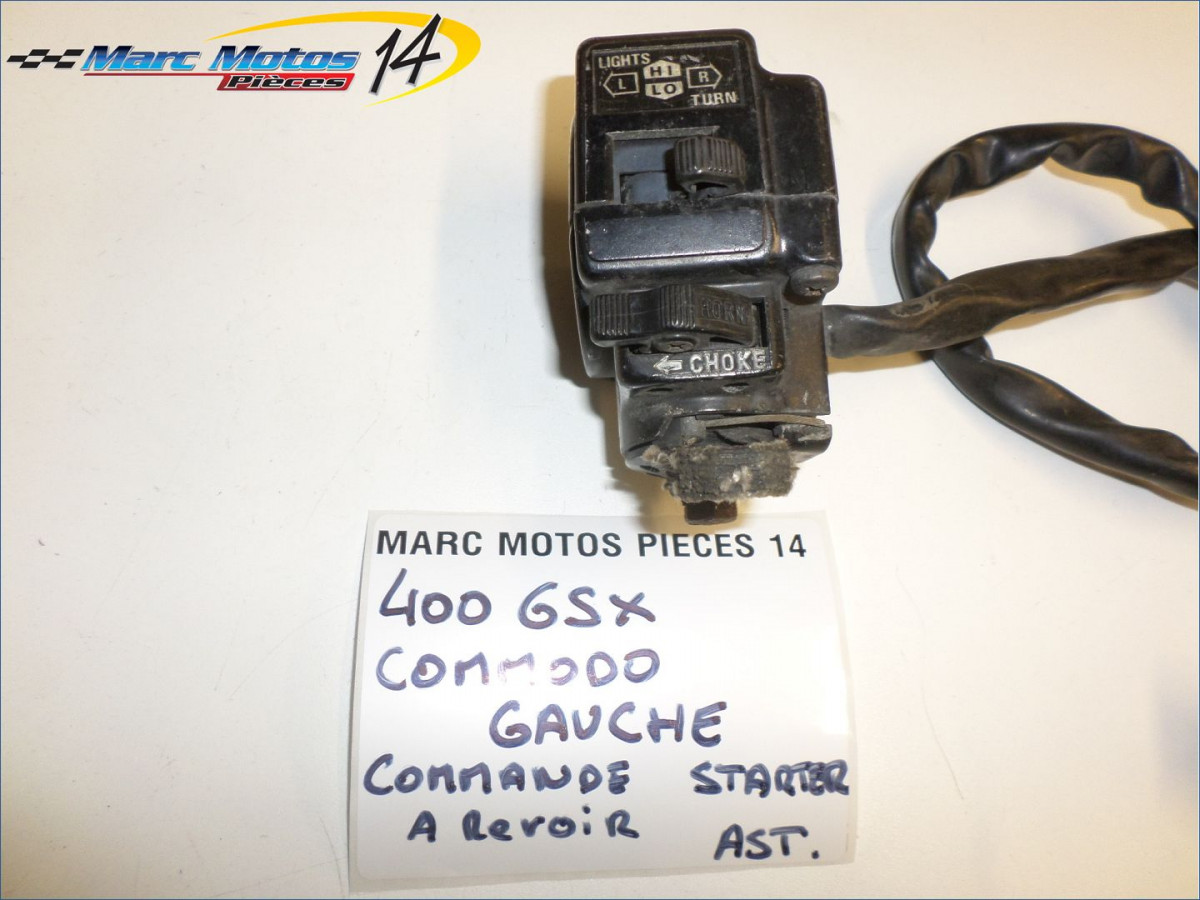 Marc Motos 14
Pièces
LIGHTS
HI
L R
LO
TURN
HORN
← CHOKE
MARC MOTOS PIECES 14
400 GSX
COMMODO
GAUCHE
COMMANDE STARTER
A REVOIR
AST.